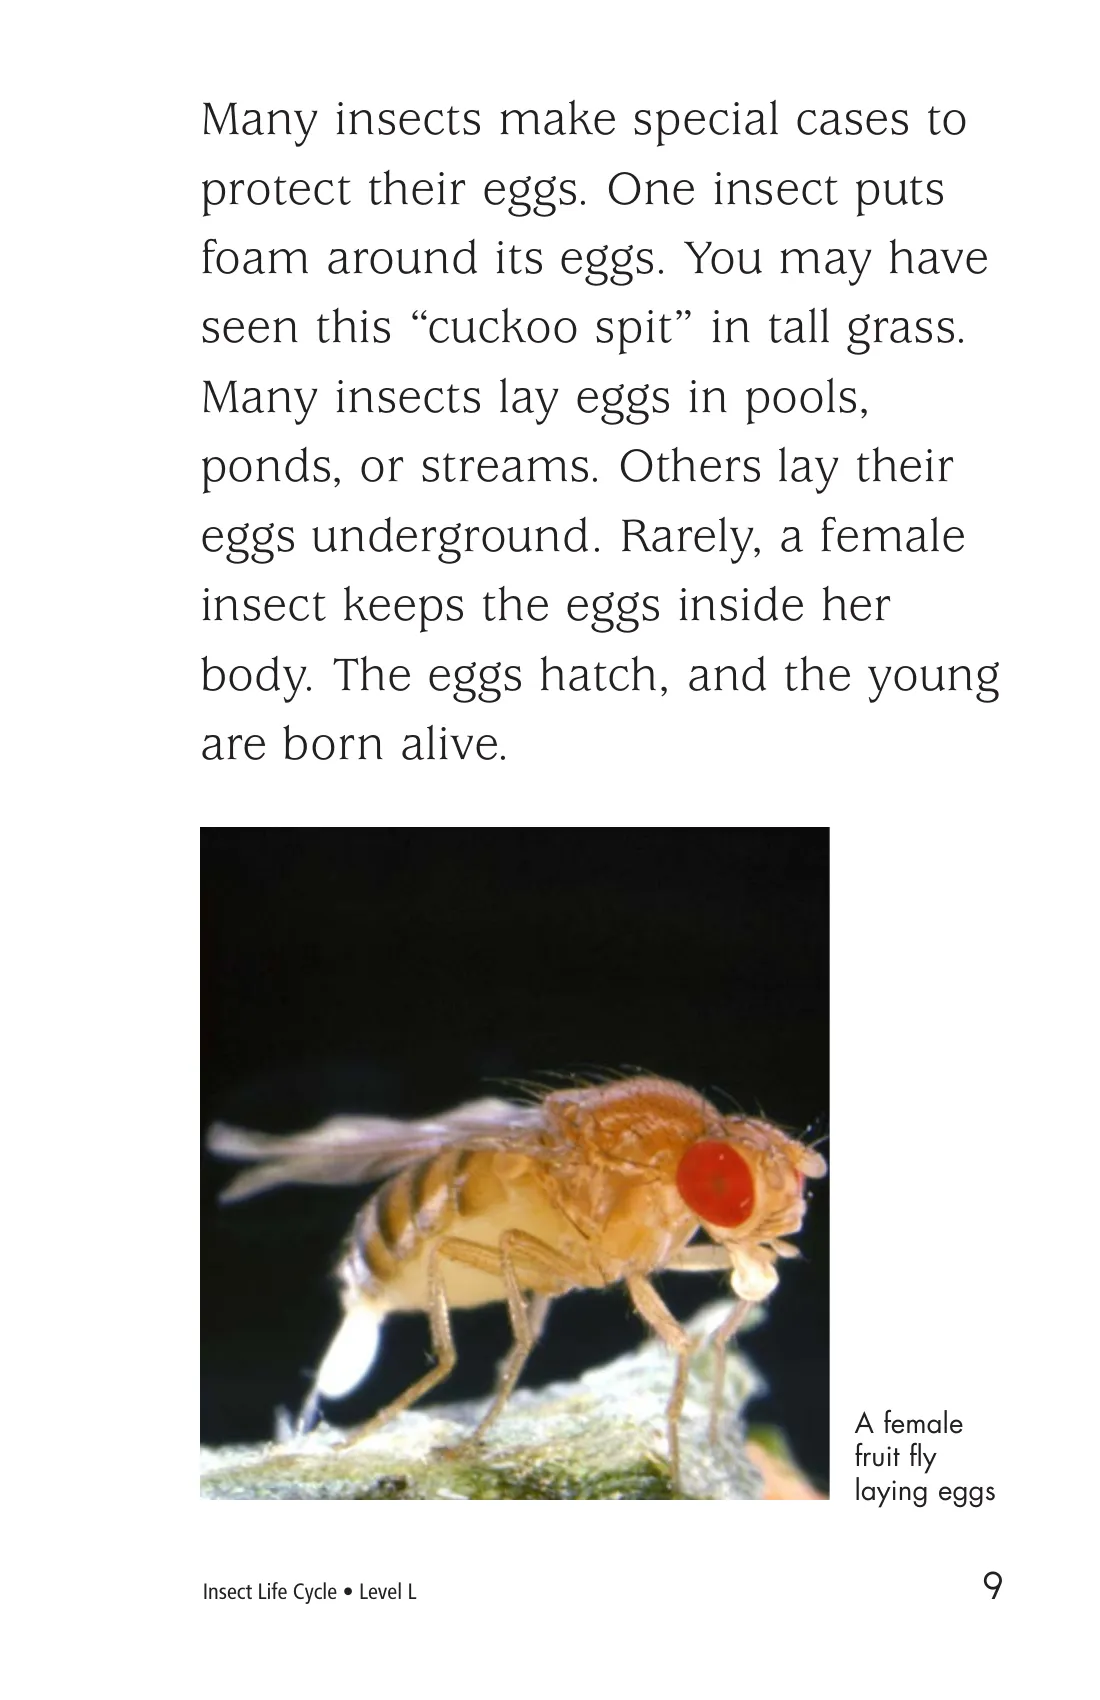 Many insects make special cases to
protect their eggs. One insect puts
foam around its eggs. You may have
seen this “cuckoo spit” in tall grass.
Many insects lay eggs in pools,
ponds, or streams. Others lay their
eggs underground. Rarely, a female
insect keeps the eggs inside her
body. The eggs hatch, and the young
are born alive.
A female
fruit fly
laying eggs
Insect Life Cycle • Level L
9